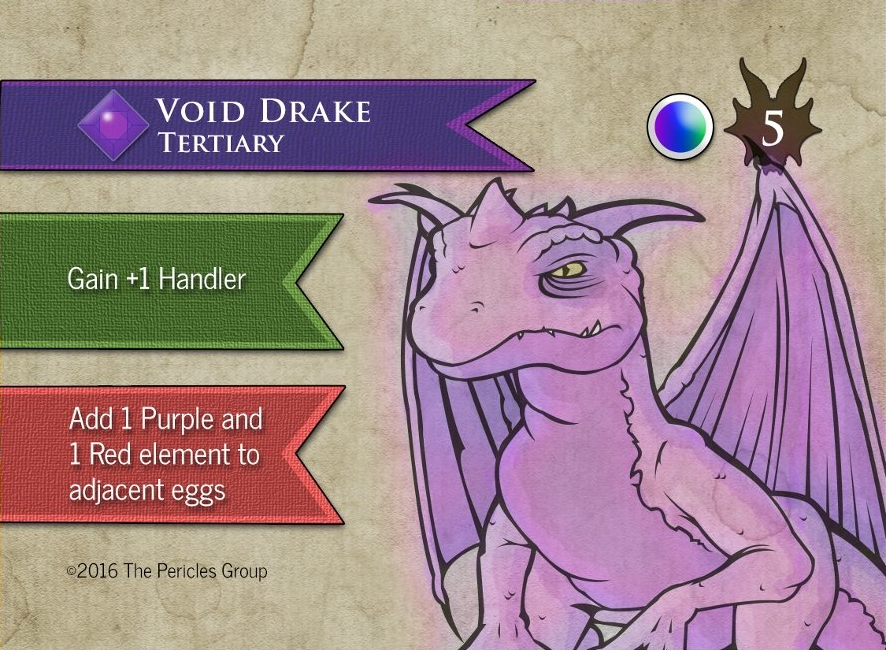 Void Drake
Tertiary
5
Gain +1 Handler
Add 1 Purple and
1 Red element to
adjacent eggs
©2016 The Pericles Group